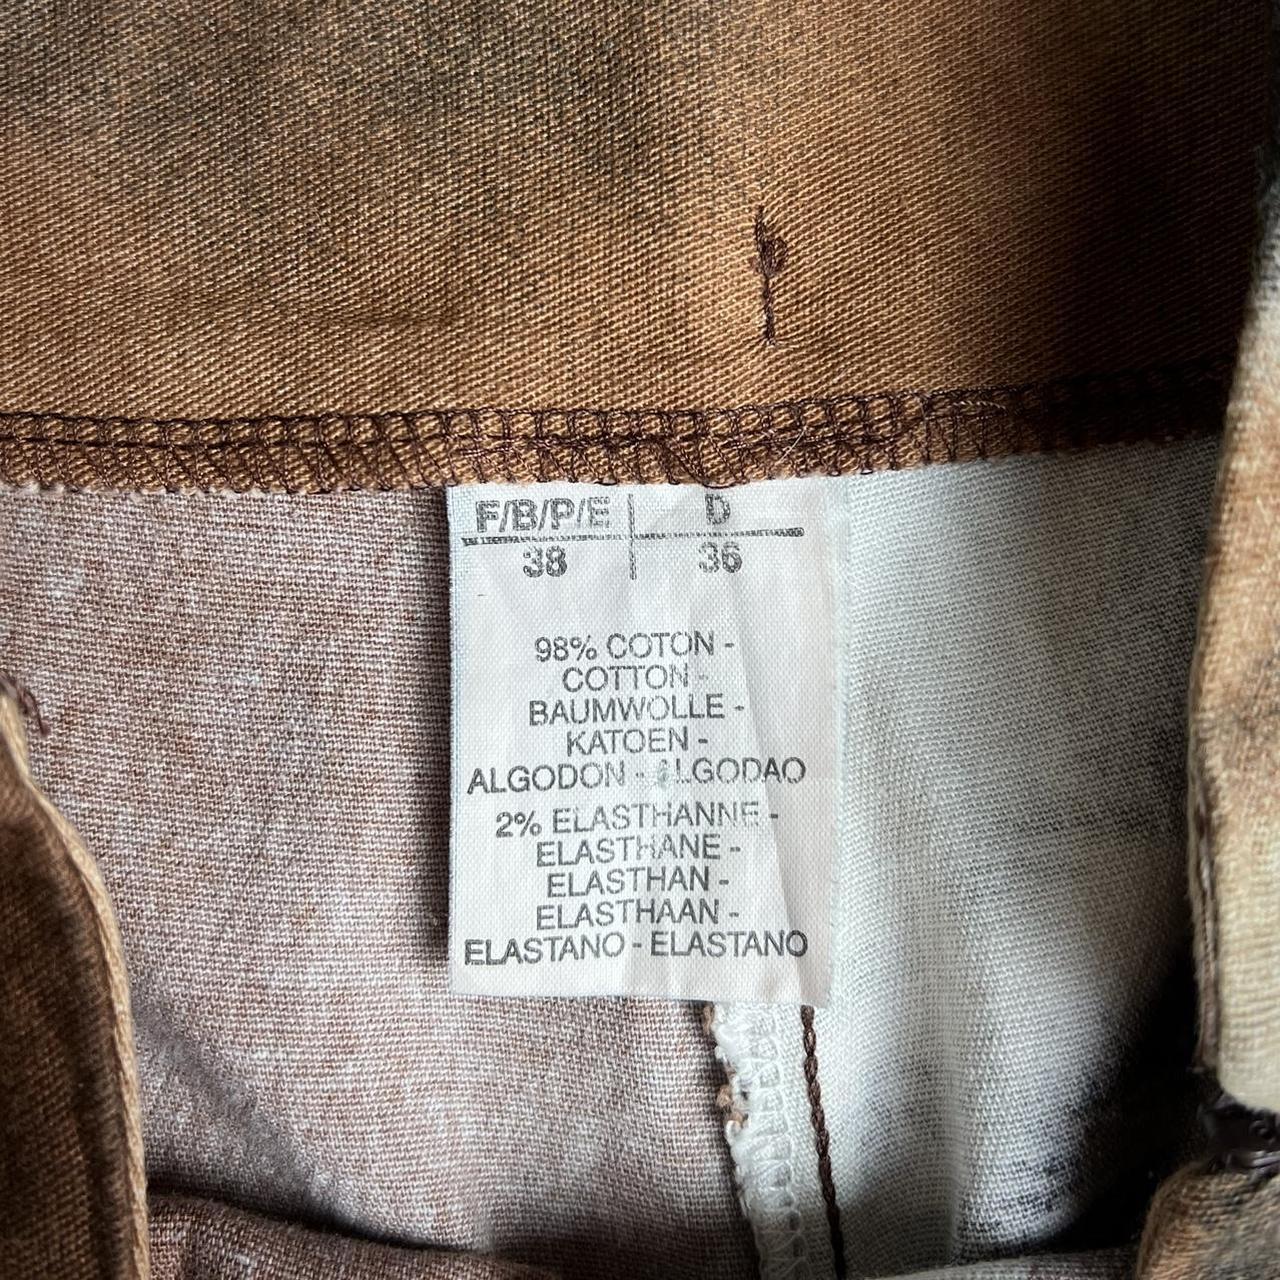 F/B/P/E D
38 36
98% COTON -
COTTON -
BAUMWOLLE -
KATOEN -
ALGODON - ALGODAO
2% ELASTHANNE -
ELASTHANE -
ELASTHAN -
ELASTHAAN -
ELASTANO - ELASTANO